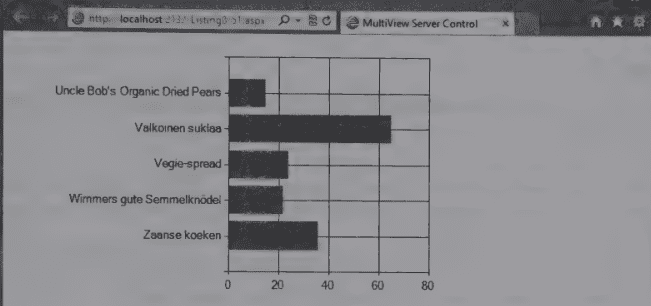 http: localhost
MultiView Server Control
Uncle Bob's Organic Dried Pears
Valkoinen suklaa
Vegie-spread
Wimmers gute Semmelknödel
Zaanse koeken
0 20 40 60 80